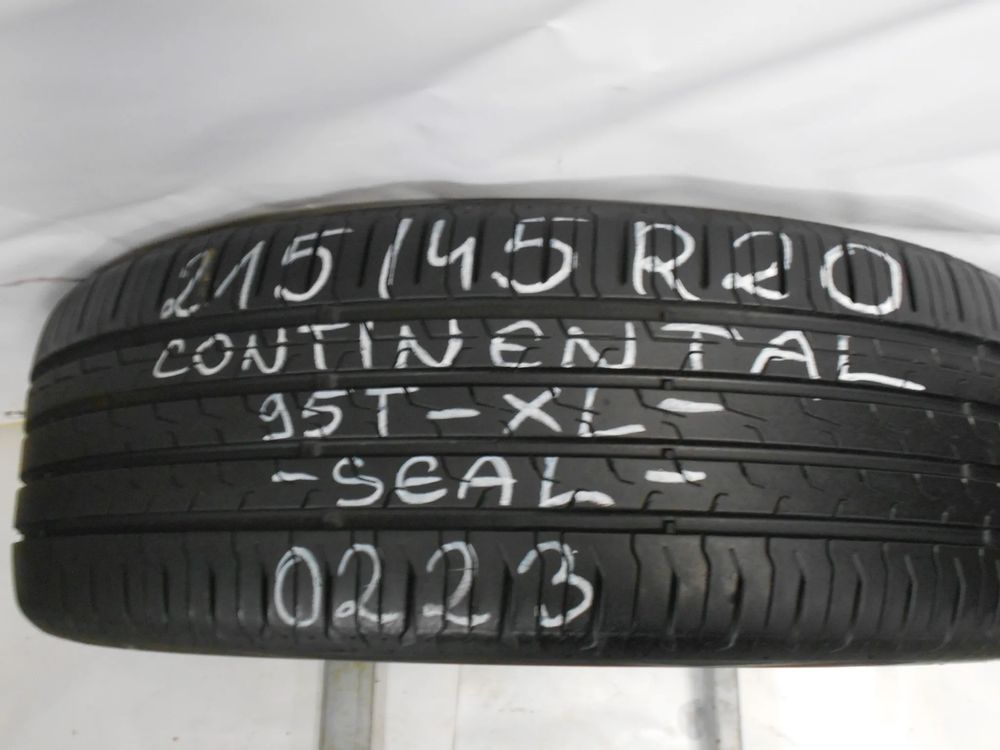 215/45 R20
CONTINENTAL
95T-XL-
-SEAL-
0223